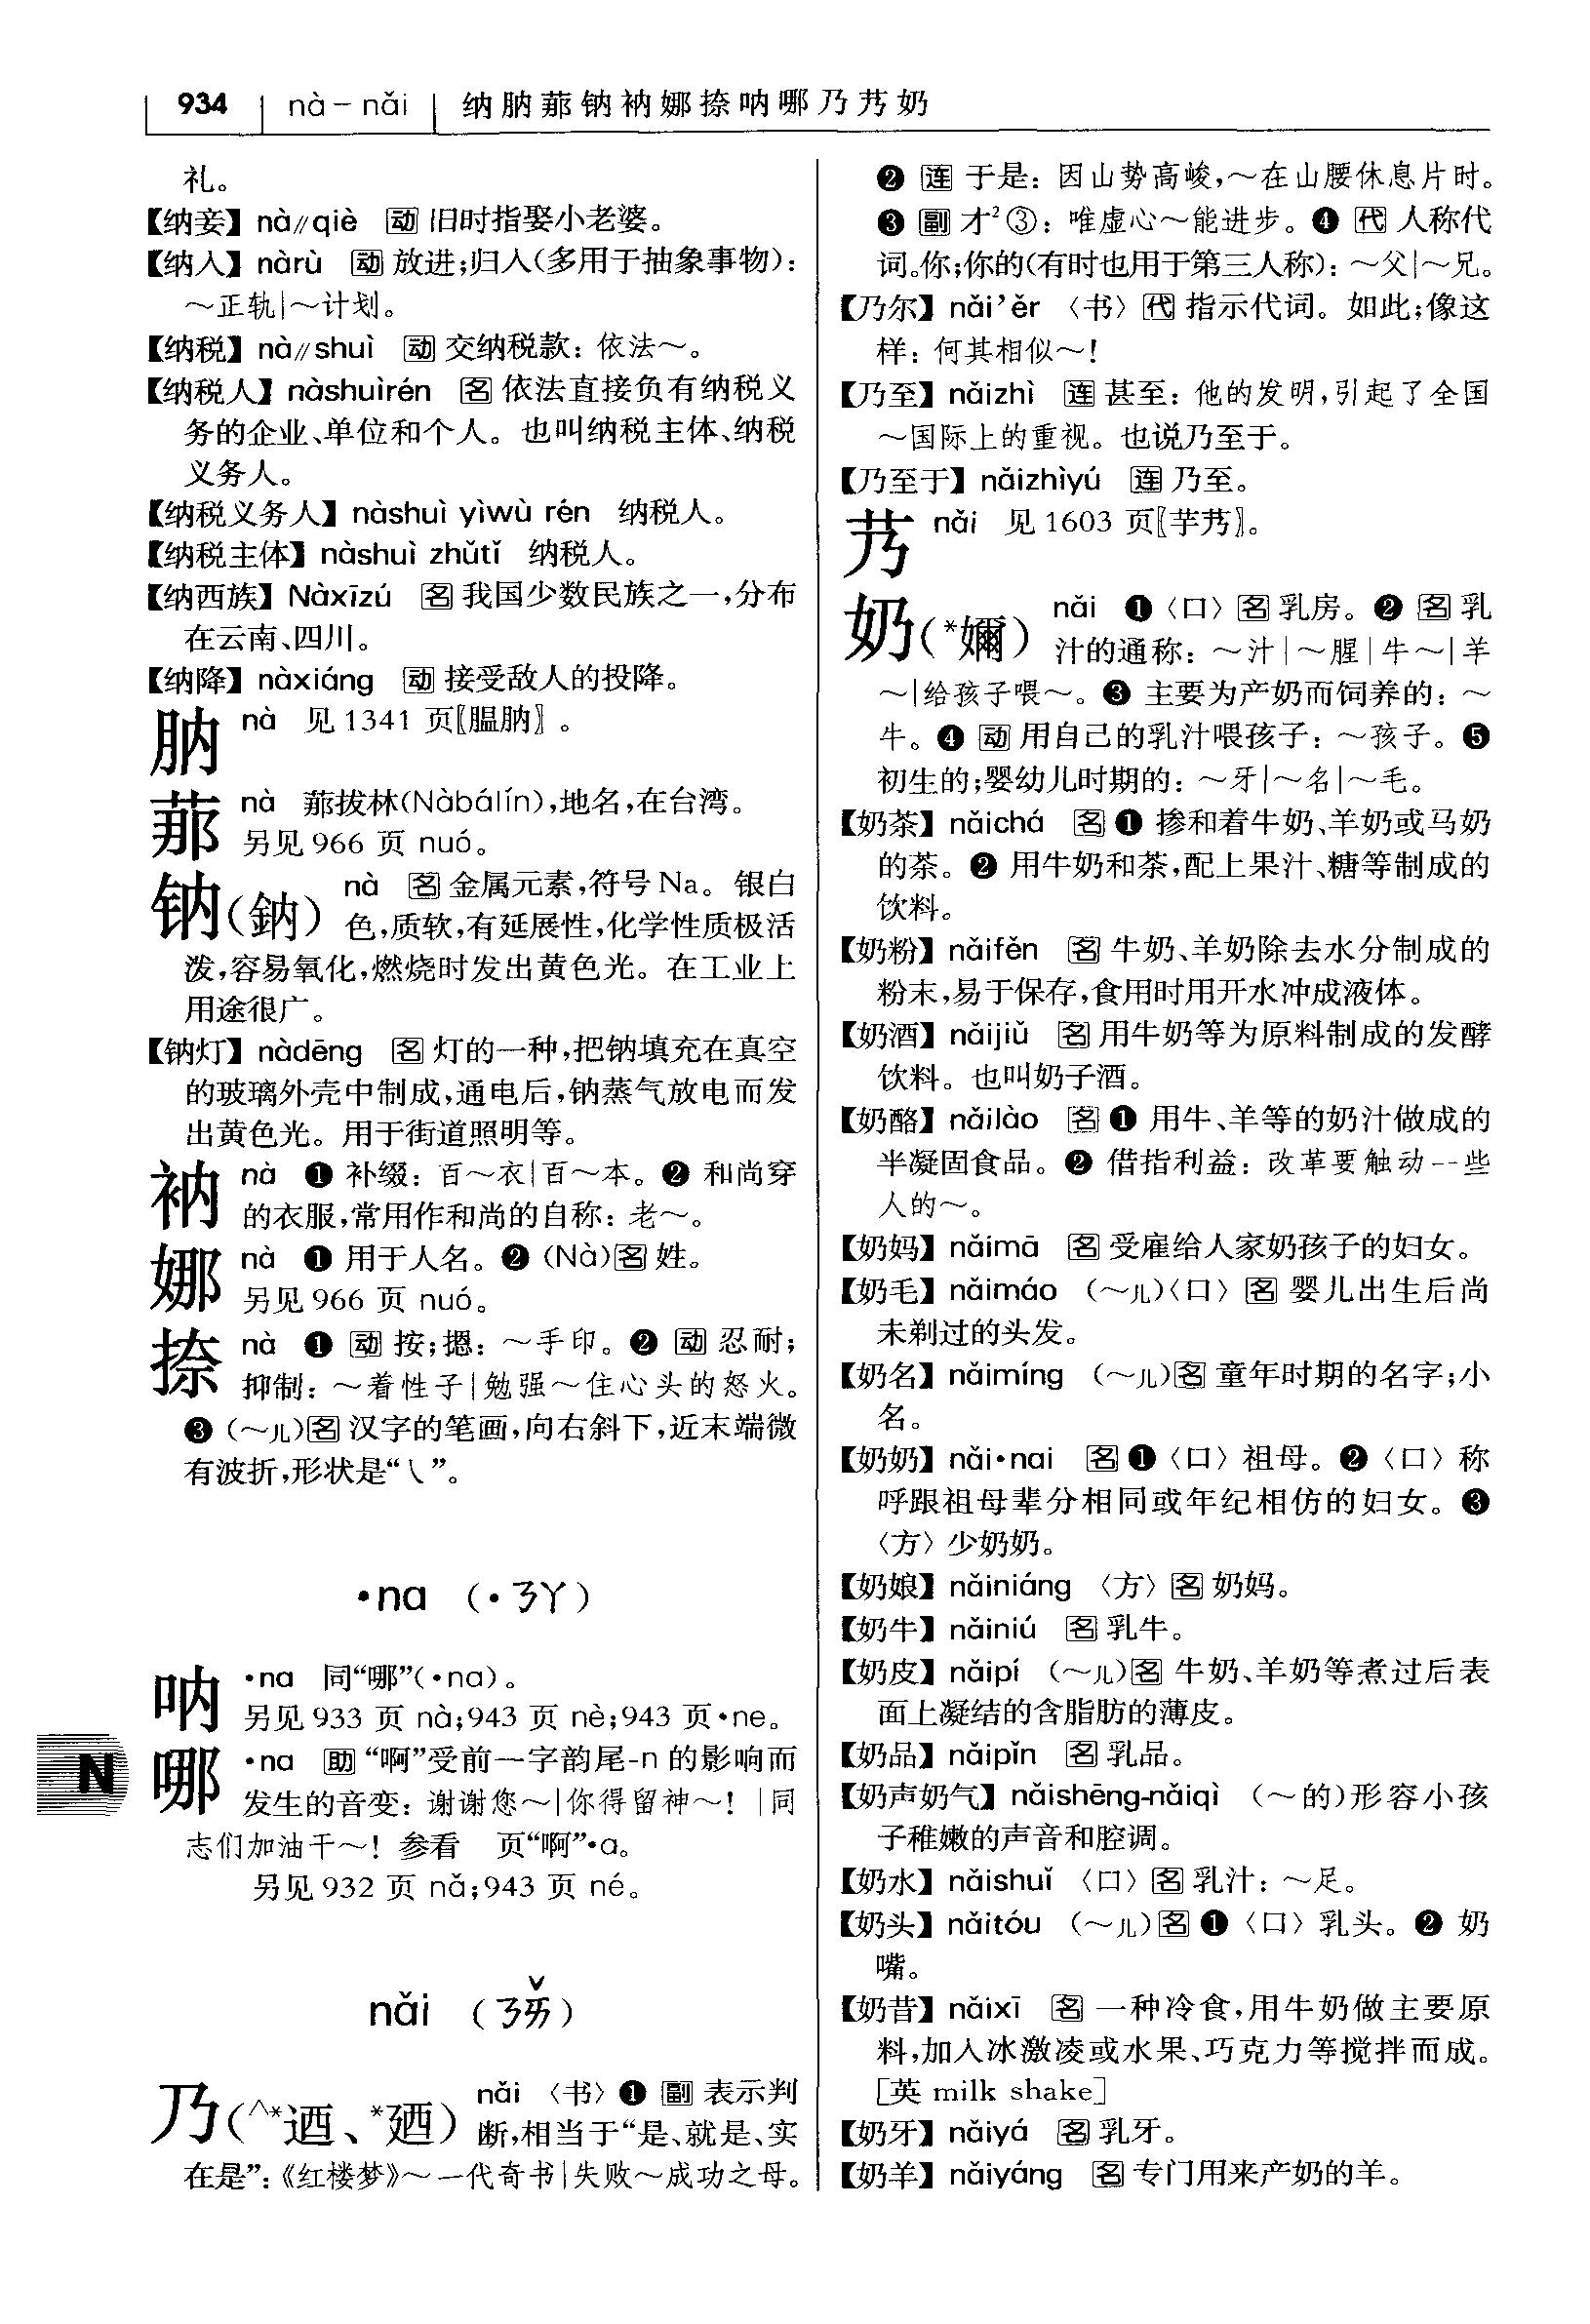 934 nà－nǎi 纳肭𦰡钠衲娜捺呐哪乃艿奶
礼。
【纳妾】nà∥qiè 动 旧时指娶小老婆。
【纳入】nàrù 动 放进;归入(多用于抽象事物)：
～正轨|～计划。
【纳税】nà∥shuì 动 交纳税款：依法～。
【纳税人】nàshuìrén 名 依法直接负有纳税义
务的企业、单位和个人。也叫纳税主体、纳税
义务人。
【纳税义务人】nàshuì yìwù rén 纳税人。
【纳税主体】nàshuì zhǔtǐ 纳税人。
【纳西族】Nàxīzú 名 我国少数民族之一,分布
在云南、四川。
【纳降】nàxiáng 动 接受敌人的投降。
肭 nà 见 1341 页〖腽肭〗。
𦰡 nà 𦰡拔林(Nàbálín),地名,在台湾。
另见 966 页 nuó。
钠(鈉) nà 名 金属元素,符号 Na。银白
色,质软,有延展性,化学性质极活
泼,容易氧化,燃烧时发出黄色光。在工业上
用途很广。
【钠灯】nàdēng 名 灯的一种,把钠填充在真空
的玻璃外壳中制成,通电后,钠蒸气放电而发
出黄色光。用于街道照明等。
衲 nà ❶ 补缀：百～衣|百～本。❷ 和尚穿
的衣服,常用作和尚的自称：老～。
娜 nà ❶ 用于人名。❷ (Nà)名 姓。
另见 966 页 nuó。
捺 nà ❶ 动 按;摁：～手印。❷ 动 忍耐;
抑制：～着性子|勉强～住心头的怒火。
❸ (～儿)名 汉字的笔画,向右斜下,近末端微
有波折,形状是“㇏”。
•na (•ㄋㄚ)
呐 •na 同“哪”(•na)。
另见 933 页 nà;943 页 nè;943 页 •ne。
哪 •na 助 “啊”受前一字韵尾-n 的影响而
发生的音变：谢谢您～|你得留神～！|同
志们加油干～！参看 页“啊”•a。
另见 932 页 nǎ;943 页 né。
nǎi (ㄋㄞˇ)
乃(^*迺、*廼) nǎi 〈书〉❶ 副 表示判
断,相当于“是、就是、实
在是”：《红楼梦》～一代奇书|失败～成功之母。
❷ 连 于是：因山势高峻,～在山腰休息片时。
❸ 副 才²③：唯虚心～能进步。❹ 代 人称代
词。你;你的(有时也用于第三人称)：～父|～兄。
【乃尔】nǎi’ěr 〈书〉代 指示代词。如此;像这
样：何其相似～！
【乃至】nǎizhì 连 甚至：他的发明,引起了全国
～国际上的重视。也说乃至于。
【乃至于】nǎizhìyú 连 乃至。
艿 nǎi 见 1603 页〖芋艿〗。
奶(*嬭) nǎi ❶〈口〉名 乳房。❷ 名 乳
汁的通称：～汁|～腥|牛～|羊
～|给孩子喂～。❸ 主要为产奶而饲养的：～
牛。❹ 动 用自己的乳汁喂孩子：～孩子。❺
初生的;婴幼儿时期的：～牙|～名|～毛。
【奶茶】nǎichá 名 ❶ 掺和着牛奶、羊奶或马奶
的茶。❷ 用牛奶和茶,配上果汁、糖等制成的
饮料。
【奶粉】nǎifěn 名 牛奶、羊奶除去水分制成的
粉末,易于保存,食用时用开水冲成液体。
【奶酒】nǎijiǔ 名 用牛奶等为原料制成的发酵
饮料。也叫奶子酒。
【奶酪】nǎilào 名 ❶ 用牛、羊等的奶汁做成的
半凝固食品。❷ 借指利益：改革要触动一些
人的～。
【奶妈】nǎimā 名 受雇给人家奶孩子的妇女。
【奶毛】nǎimáo (～儿)〈口〉名 婴儿出生后尚
未剃过的头发。
【奶名】nǎimíng (～儿)名 童年时期的名字;小
名。
【奶奶】nǎi•nai 名 ❶〈口〉祖母。❷〈口〉称
呼跟祖母辈分相同或年纪相仿的妇女。❸
〈方〉少奶奶。
【奶娘】nǎiniáng 〈方〉名 奶妈。
【奶牛】nǎiniú 名 乳牛。
【奶皮】nǎipí (～儿)名 牛奶、羊奶等煮过后表
面上凝结的含脂肪的薄皮。
【奶品】nǎipǐn 名 乳品。
【奶声奶气】nǎishēng-nǎiqì (～的)形容小孩
子稚嫩的声音和腔调。
【奶水】nǎishuǐ 〈口〉名 乳汁：～足。
【奶头】nǎitóu (～儿)名 ❶〈口〉乳头。❷ 奶
嘴。
【奶昔】nǎixī 名 一种冷食,用牛奶做主要原
料,加入冰激凌或水果、巧克力等搅拌而成。
[英 milk shake]
【奶牙】nǎiyá 名 乳牙。
【奶羊】nǎiyáng 名 专门用来产奶的羊。
N